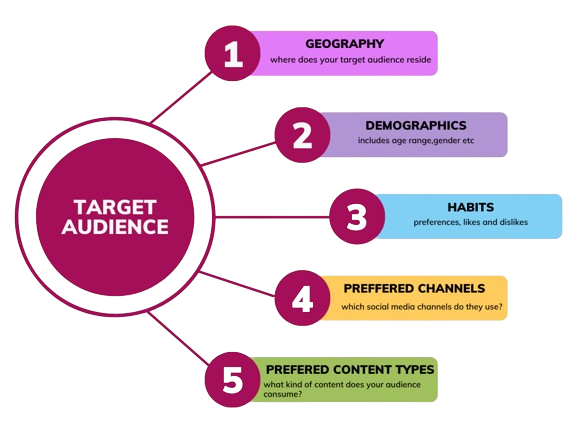 TARGET
AUDIENCE
1
GEOGRAPHY
where does your target audience reside
2
DEMOGRAPHICS
includes age range,gender etc
3
HABITS
preferences, likes and dislikes
4
PREFFERED CHANNELS
which social media channels do they use?
5
PREFERED CONTENT TYPES
what kind of content does your audience
consume?